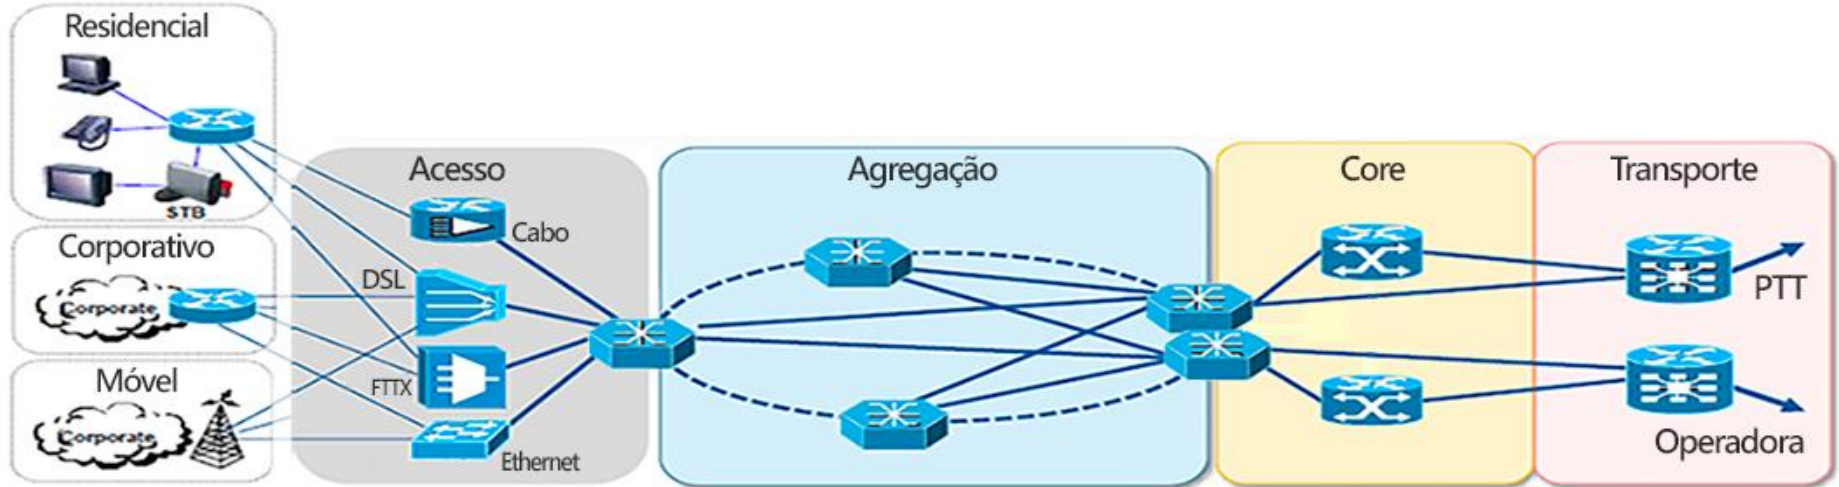 Residencial
STB
Corporativo
Corporate
Móvel
Corporate
Acesso
Cabo
DSL
FTTX
Ethernet
Agregação
Core
Transporte
PTT
Operadora